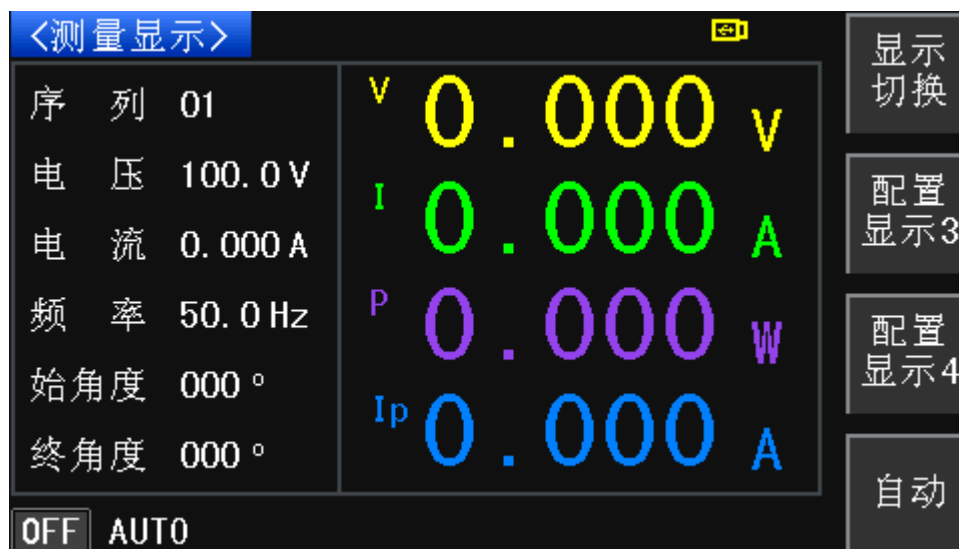 <测量显示>
序 列 01
电 压 100.0 V
电 流 0.000 A
频 率 50.0 Hz
始角度 000 °
终角度 000 °
V 0.000 V
I 0.000 A
P 0.000 W
Ip 0.000 A
OFF AUTO
显示
切换
配置
显示3
配置
显示4
自动